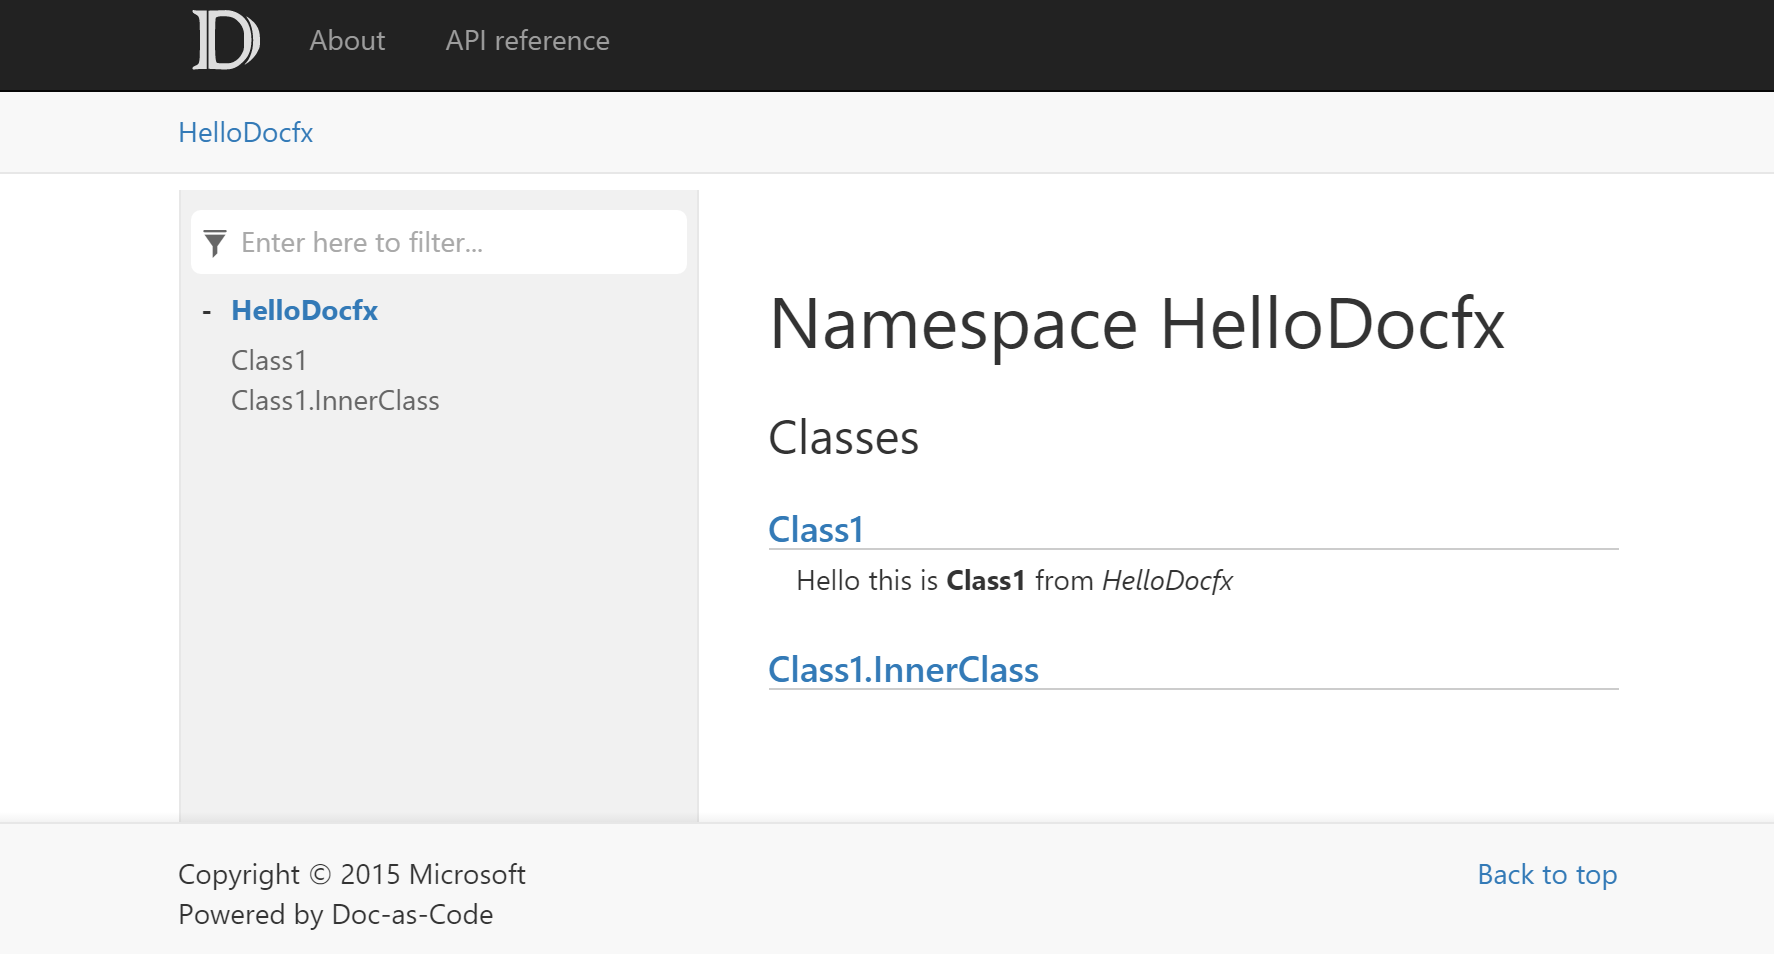 About API reference
HelloDocfx
Enter here to filter...
- HelloDocfx
Class1
Class1.InnerClass
Namespace HelloDocfx
Classes
Class1
Hello this is Class1 from HelloDocfx
Class1.InnerClass
Copyright © 2015 Microsoft
Powered by Doc-as-Code
Back to top